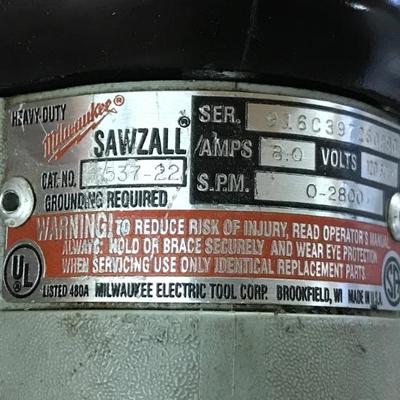 HEAVY-DUTY
Milwaukee®
SAWZALL®
SER.
AMPS 8.0 VOLTS
CAT. NO. 6537-22
S.P.M. 0-2800
GROUNDING REQUIRED
WARNING! TO REDUCE RISK OF INJURY, READ OPERATOR'S MANUAL.
ALWAYS HOLD OR BRACE SECURELY AND WEAR EYE PROTECTION
WHEN SERVICING USE ONLY IDENTICAL REPLACEMENT PARTS.
UL
LISTED 480A MILWAUKEE ELECTRIC TOOL CORP. BROOKFIELD, WI MADE IN U.S.A.